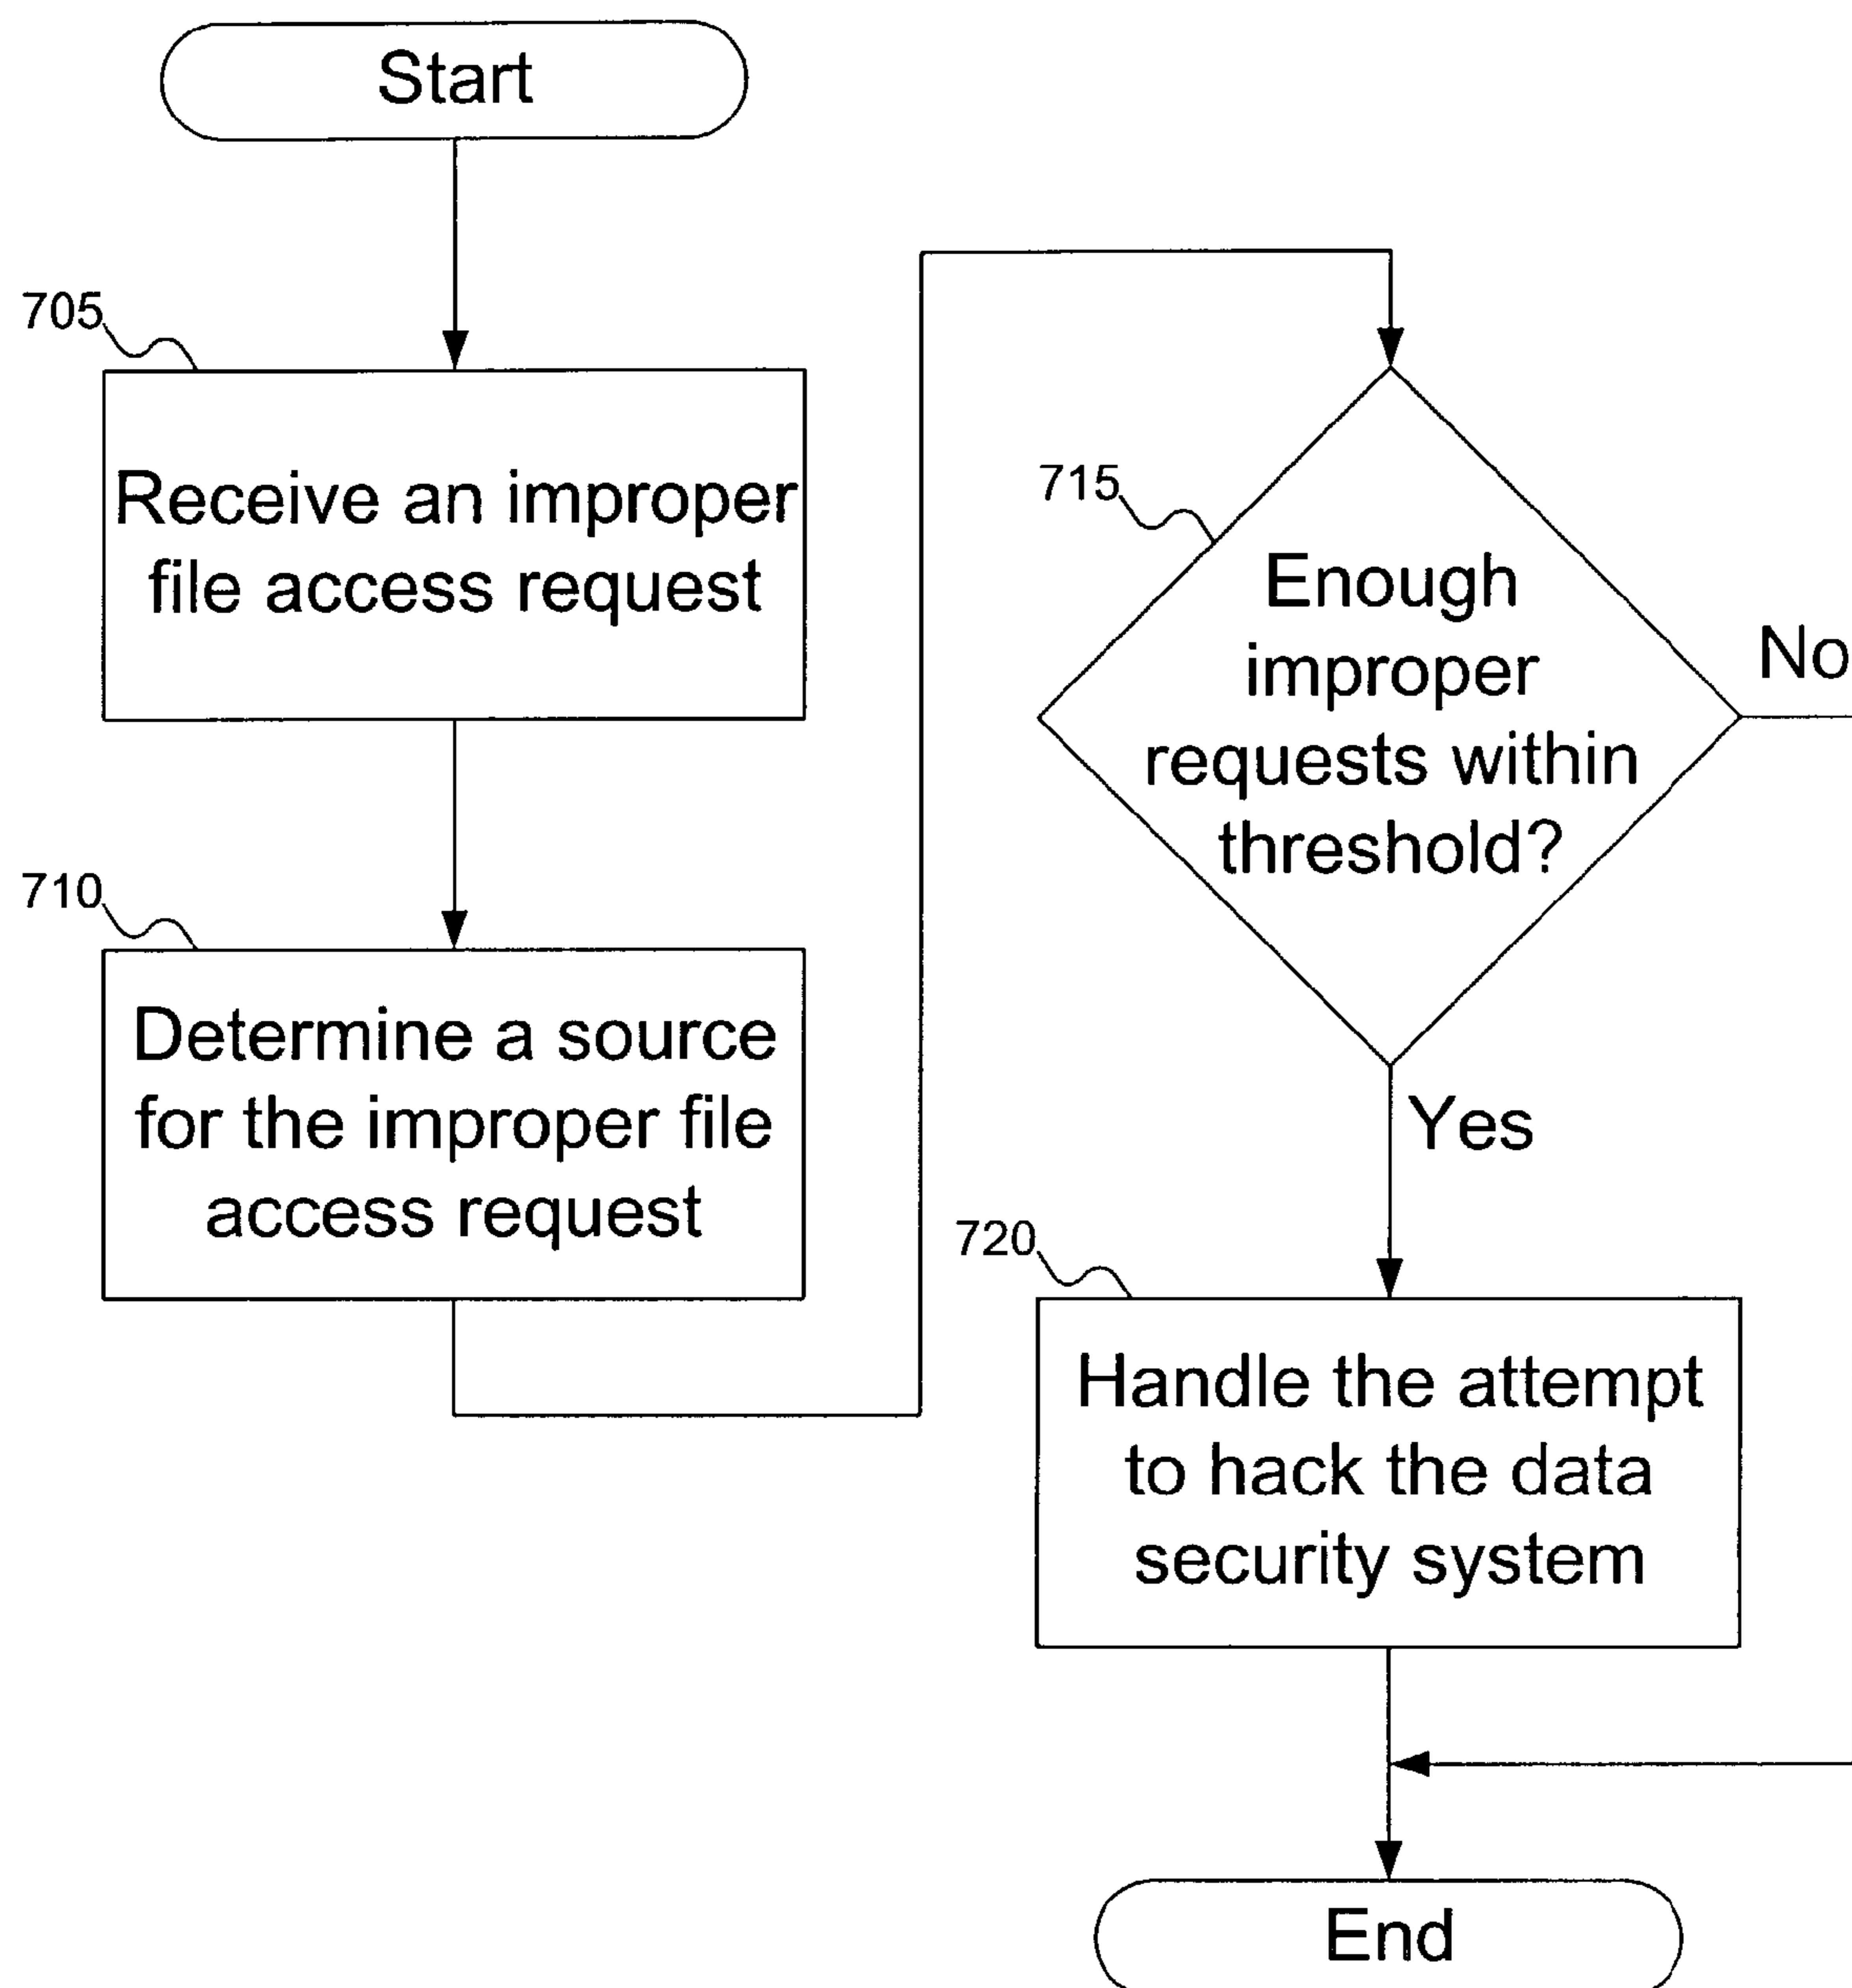 Start
705
Receive an improper
file access request
710
Determine a source
for the improper file
access request
715
Enough
improper
requests within
threshold?
No
Yes
720
Handle the attempt
to hack the data
security system
End